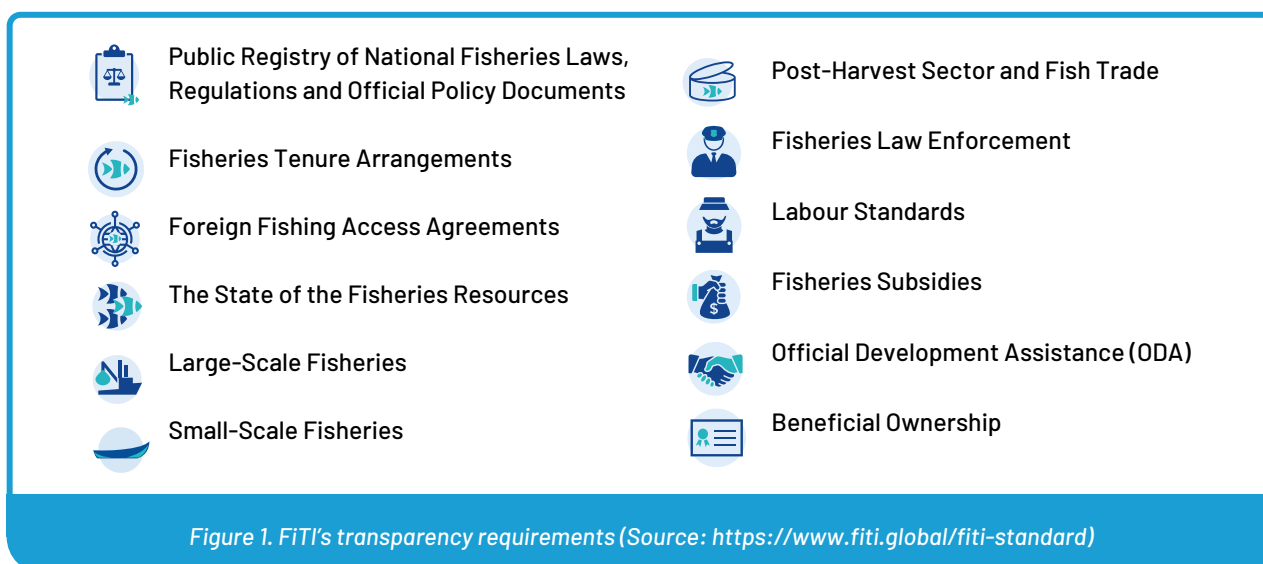 Public Registry of National Fisheries Laws,
Regulations and Official Policy Documents
Fisheries Tenure Arrangements
Foreign Fishing Access Agreements
The State of the Fisheries Resources
Large-Scale Fisheries
Small-Scale Fisheries
Post-Harvest Sector and Fish Trade
Fisheries Law Enforcement
Labour Standards
$
Fisheries Subsidies
Official Development Assistance (ODA)
Beneficial Ownership
Figure 1. FiTI's transparency requirements (Source: https://www.fiti.global/fiti-standard)